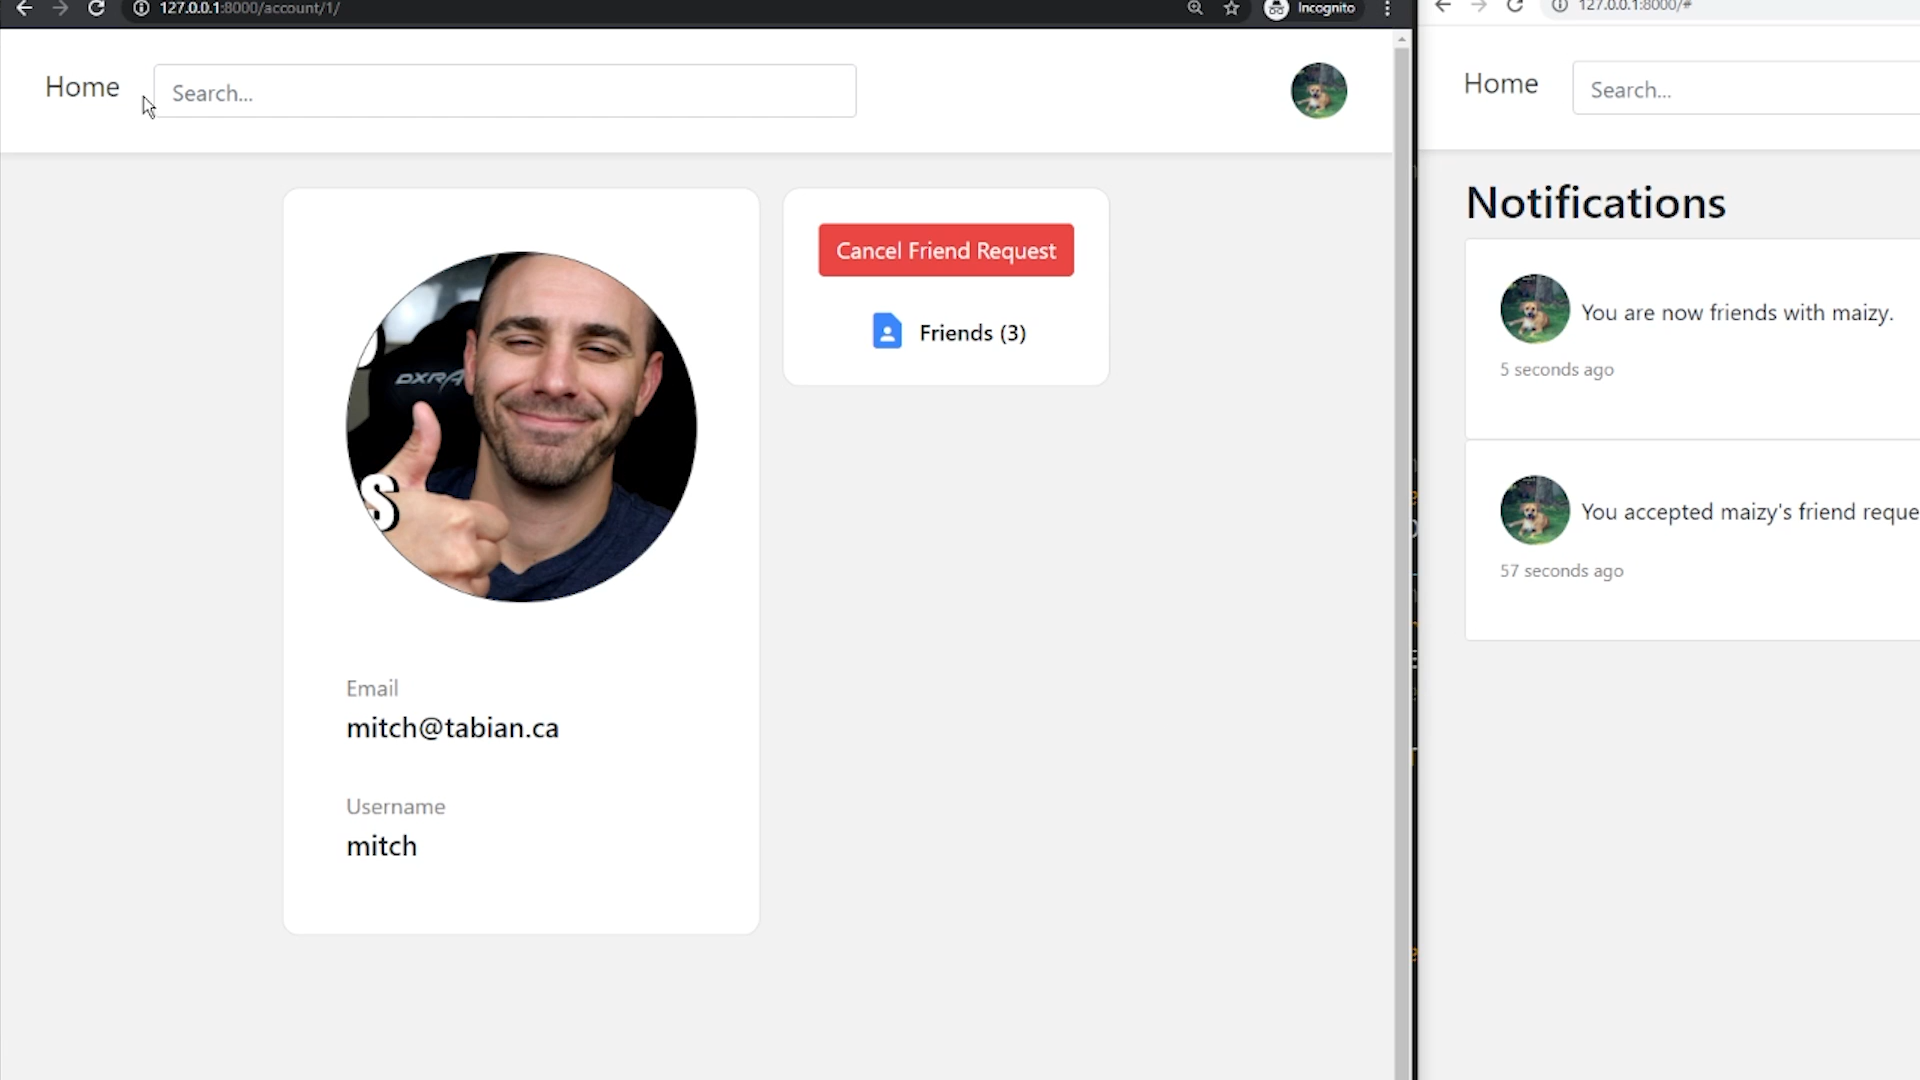 127.0.0.1:8000/account/1/
Incognito
Home
Search...
Cancel Friend Request
Friends (3)
DXRA
S
Email
mitch@tabian.ca
Username
mitch
127.0.0.1:8000/#
Home
Search...
Notifications
You are now friends with maizy.
5 seconds ago
You accepted maizy's friend reque
57 seconds ago